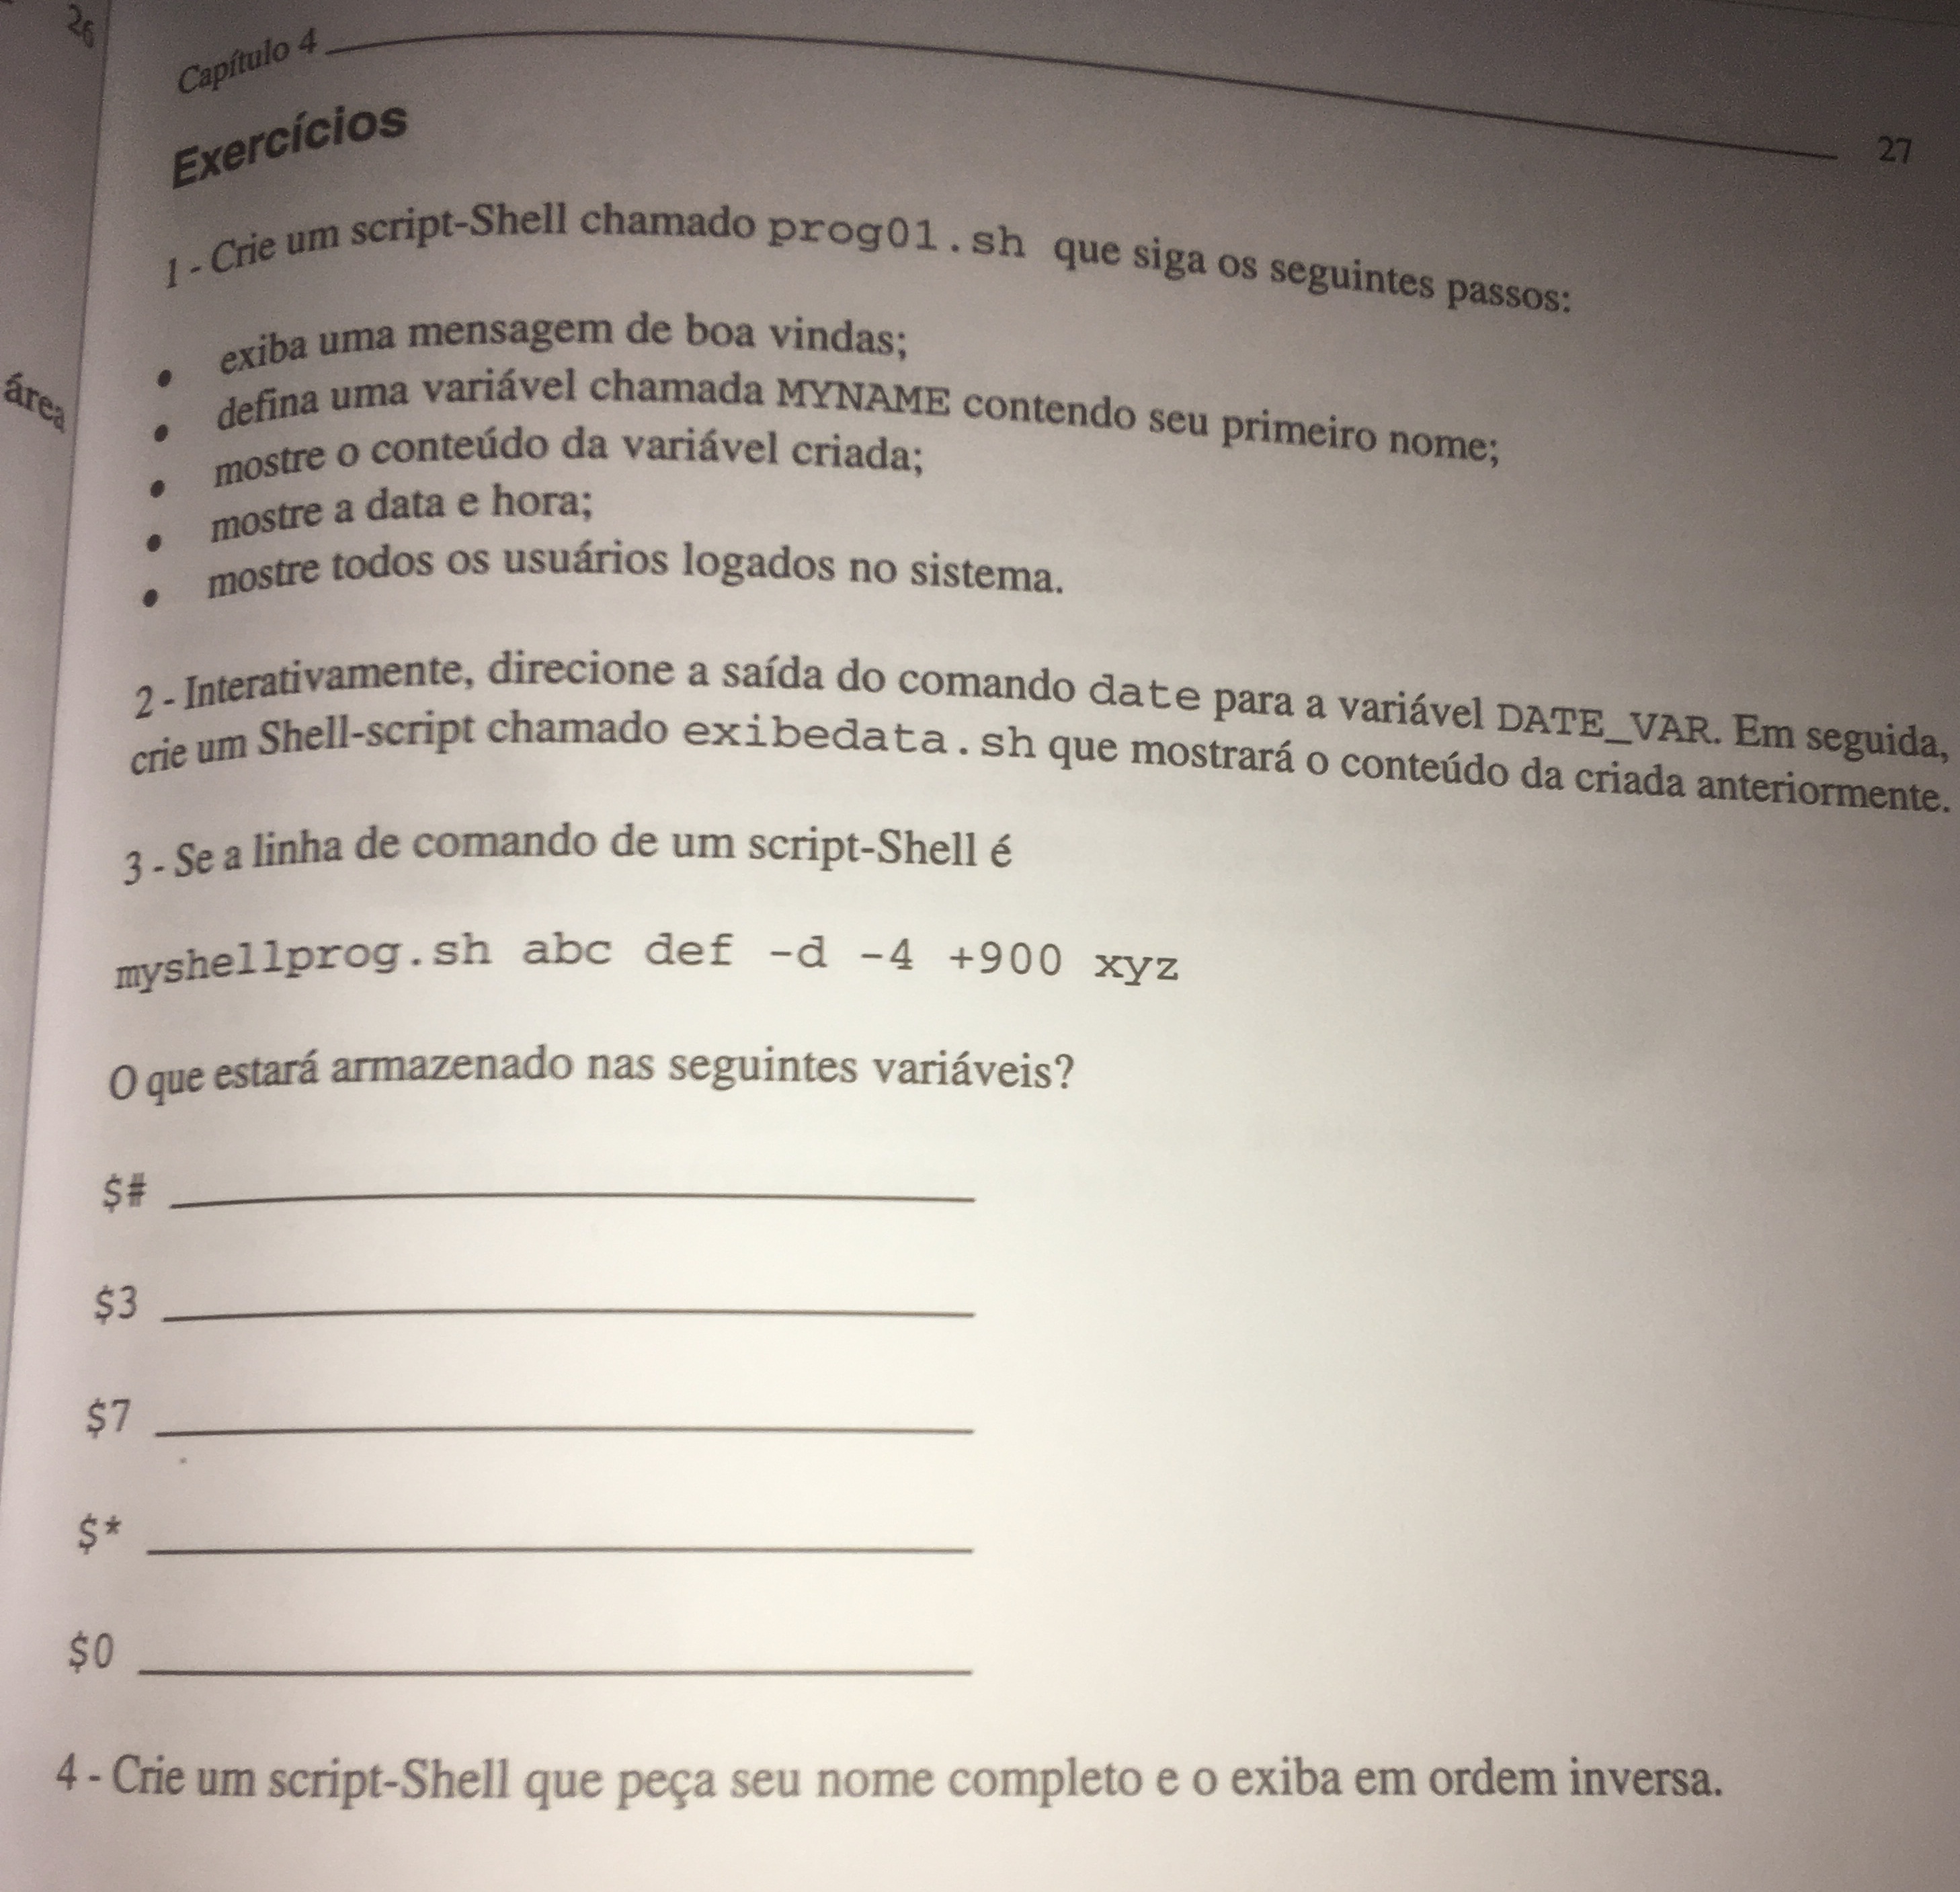 26
área
Capítulo 4
27
Exercícios
1 - Crie um script-Shell chamado prog01.sh que siga os seguintes passos:
• exiba uma mensagem de boa vindas;
• defina uma variável chamada MYNAME contendo seu primeiro nome;
• mostre o conteúdo da variável criada;
• mostre a data e hora;
• mostre todos os usuários logados no sistema.
2 - Interativamente, direcione a saída do comando date para a variável DATE_VAR. Em seguida,
crie um Shell-script chamado exibedata.sh que mostrará o conteúdo da criada anteriormente.
3 - Se a linha de comando de um script-Shell é
myshellprog.sh abc def -d -4 +900 xyz
O que estará armazenado nas seguintes variáveis?
$# ____________________
$3 ____________________
$7 ____________________
$* ____________________
$0 ____________________
4 - Crie um script-Shell que peça seu nome completo e o exiba em ordem inversa.